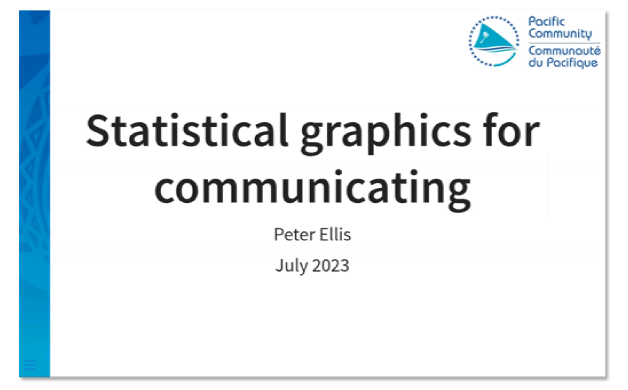 Pacific
Community
Communauté
du Pacifique
Statistical graphics for
communicating
Peter Ellis
July 2023